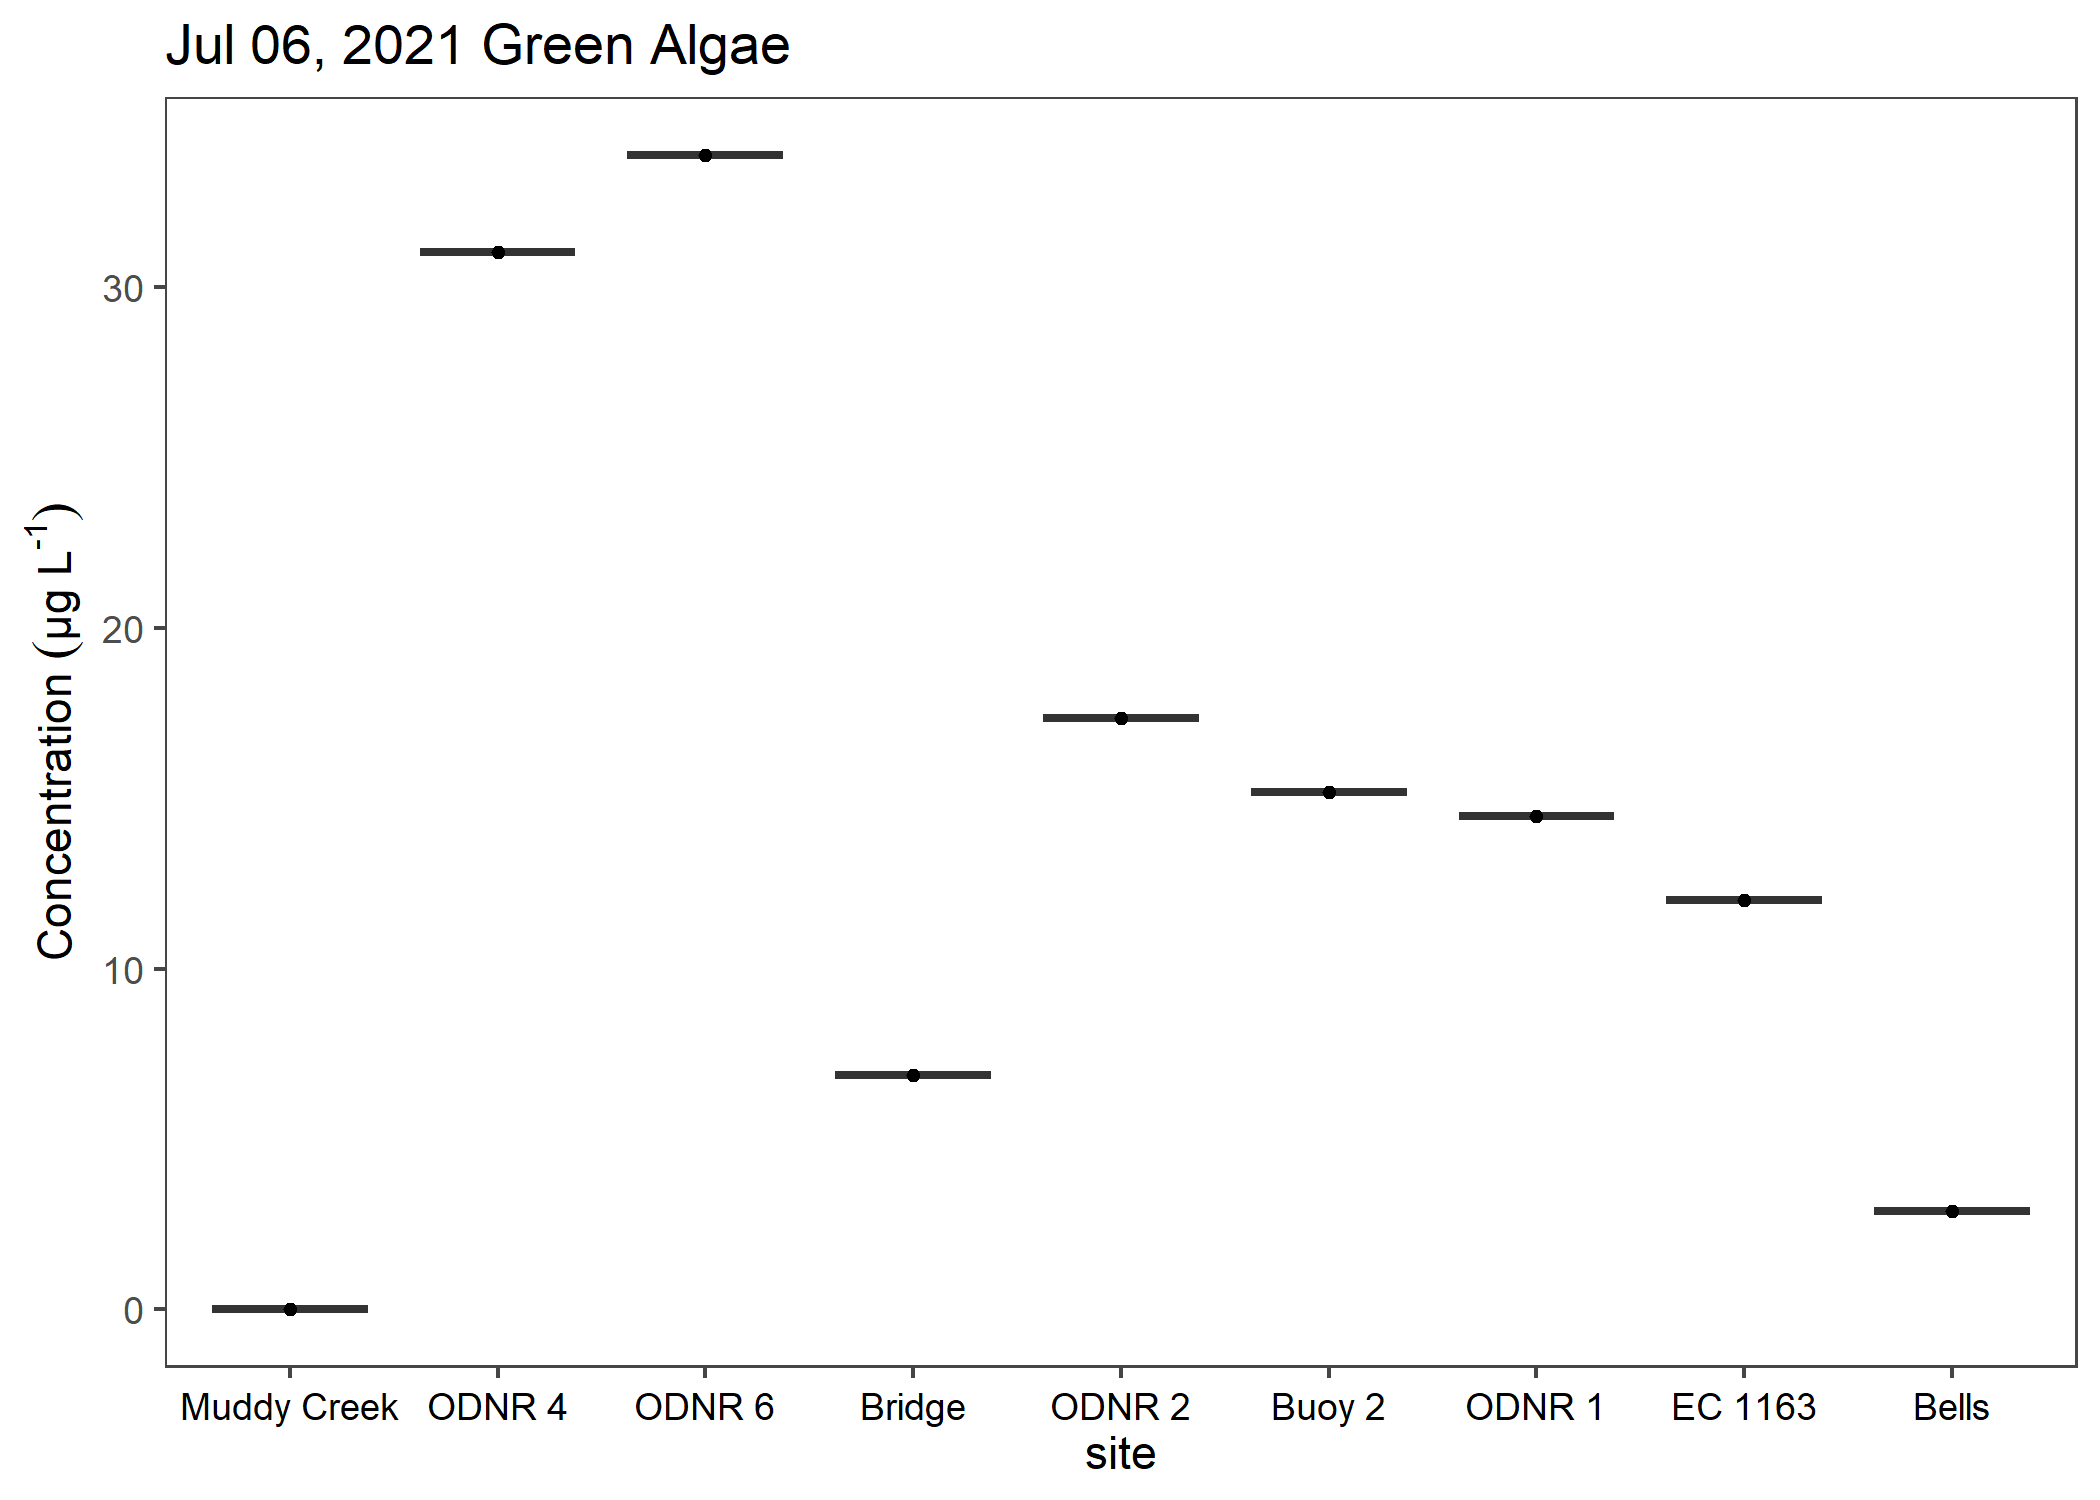 Jul 06, 2021 Green Algae
Concentration (µg L-1)
30
20
10
0
Muddy Creek ODNR 4 ODNR 6 Bridge ODNR 2 Buoy 2 ODNR 1 EC 1163 Bells
site